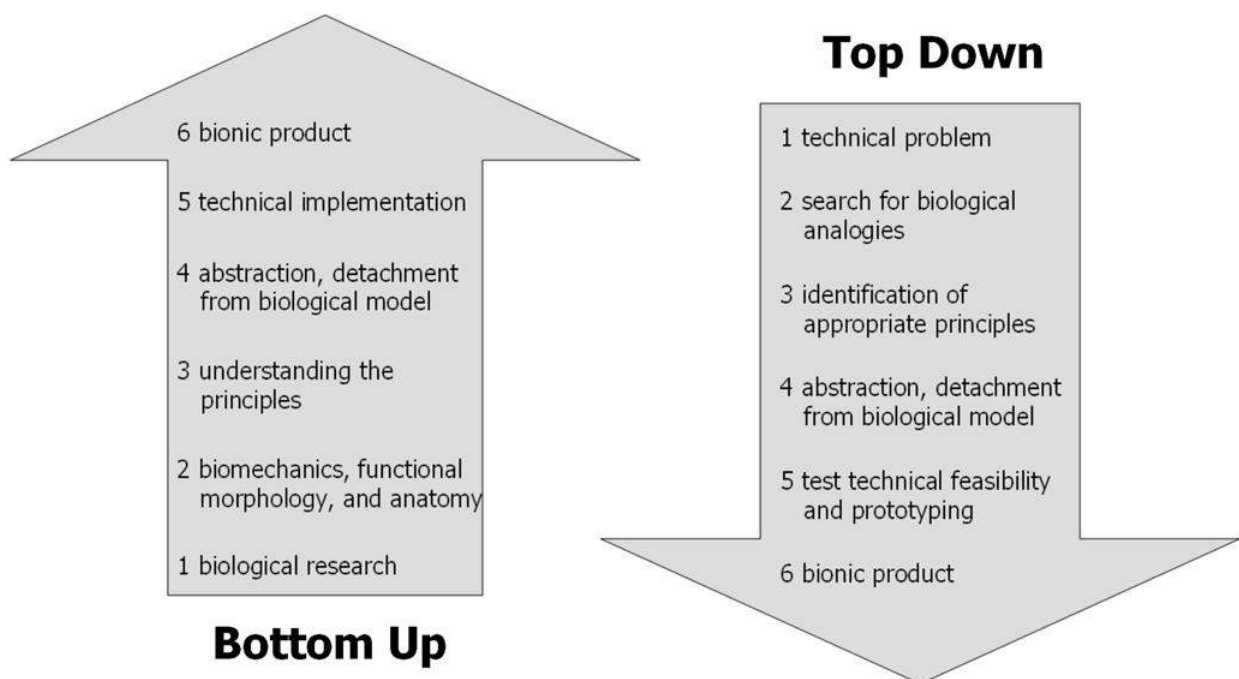 6 bionic product
5 technical implementation
4 abstraction, detachment
from biological model
3 understanding the
principles
2 biomechanics, functional
morphology, and anatomy
1 biological research
Bottom Up
Top Down
1 technical problem
2 search for biological
analogies
3 identification of
appropriate principles
4 abstraction, detachment
from biological model
5 test technical feasibility
and prototyping
6 bionic product